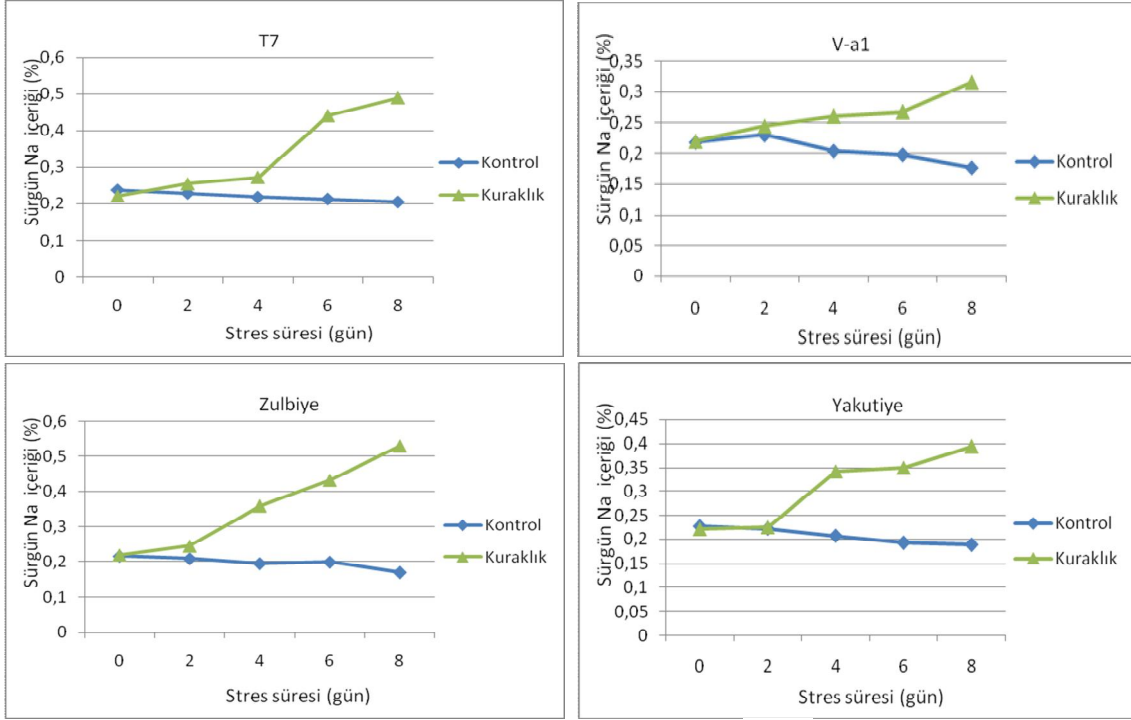 T7
Sürgün Na içeriği (%)
0,6
0,5
0,4
0,3
0,2
0,1
0
0 2 4 6 8
Stres süresi (gün)
Kontrol
Kuraklık
V-a1
Sürgün Na içeriği (%)
0,35
0,3
0,25
0,2
0,15
0,1
0,05
0
0 2 4 6 8
Stres süresi (gün)
Kontrol
Kuraklık
Zulbiye
Sürgün Na içeriği (%)
0,6
0,5
0,4
0,3
0,2
0,1
0
0 2 4 6 8
Stres süresi (gün)
Kontrol
Kuraklık
Yakutiye
Sürgün Na içeriği (%)
0,45
0,4
0,35
0,3
0,25
0,2
0,15
0,1
0,05
0
0 2 4 6 8
Stres süresi (gün)
Kontrol
Kuraklık